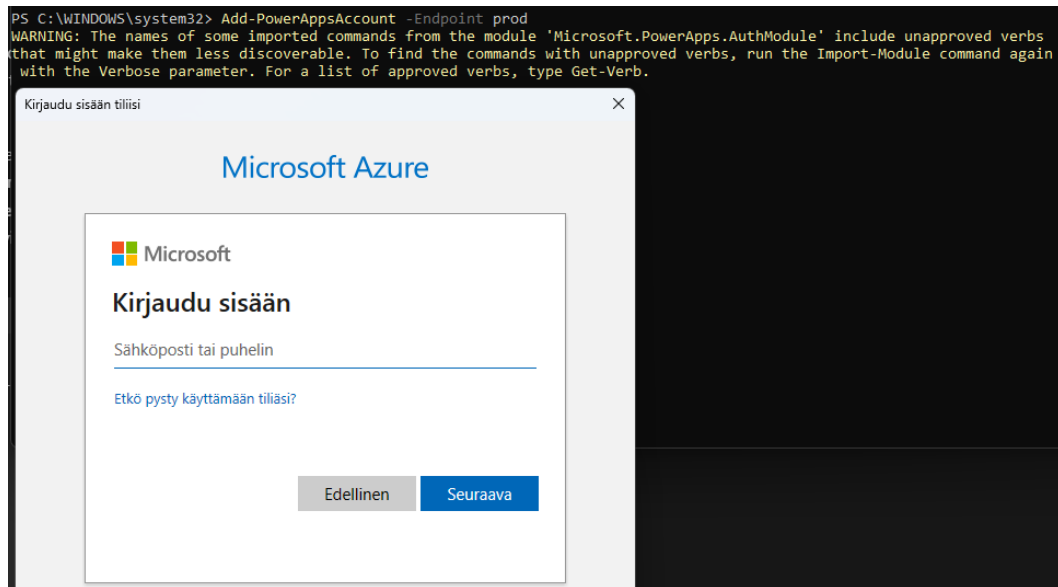 PS C:\WINDOWS\system32> Add-PowerAppsAccount -Endpoint prod
WARNING: The names of some imported commands from the module 'Microsoft.PowerApps.AuthModule' include unapproved verbs
that might make them less discoverable. To find the commands with unapproved verbs, run the Import-Module command again
with the Verbose parameter. For a list of approved verbs, type Get-Verb.
Kirjaudu sisään tiliisi
Microsoft Azure
Microsoft
Kirjaudu sisään
Sähköposti tai puhelin
Etkö pysty käyttämään tiliäsi?
Edellinen Seuraava